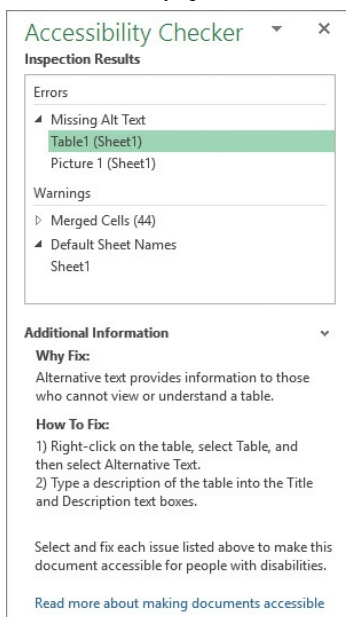 Accessibility Checker
Inspection Results
Errors
Missing Alt Text
Table1 (Sheet1)
Picture 1 (Sheet1)
Warnings
Merged Cells (44)
Default Sheet Names
Sheet1
Additional Information
Why Fix:
Alternative text provides information to those
who cannot view or understand a table.
How To Fix:
1) Right-click on the table, select Table, and
then select Alternative Text.
2) Type a description of the table into the Title
and Description text boxes.
Select and fix each issue listed above to make this
document accessible for people with disabilities.
Read more about making documents accessible